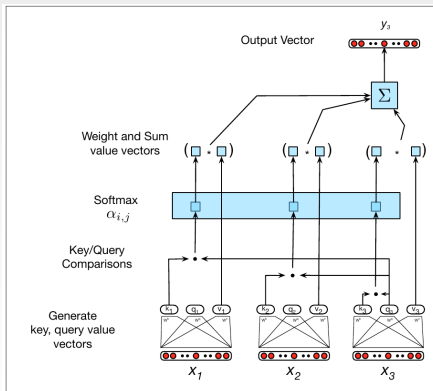 y₃
Output Vector
Σ
Weight and Sum
value vectors
( * ) ( * ) ( * )
Softmax
αᵢ,ⱼ
Key/Query
Comparisons
Generate
key, query value
vectors
k₁ q₁ v₁ k₂ q₂ v₂ k₃ q₃ v₃
x₁ x₂ x₃